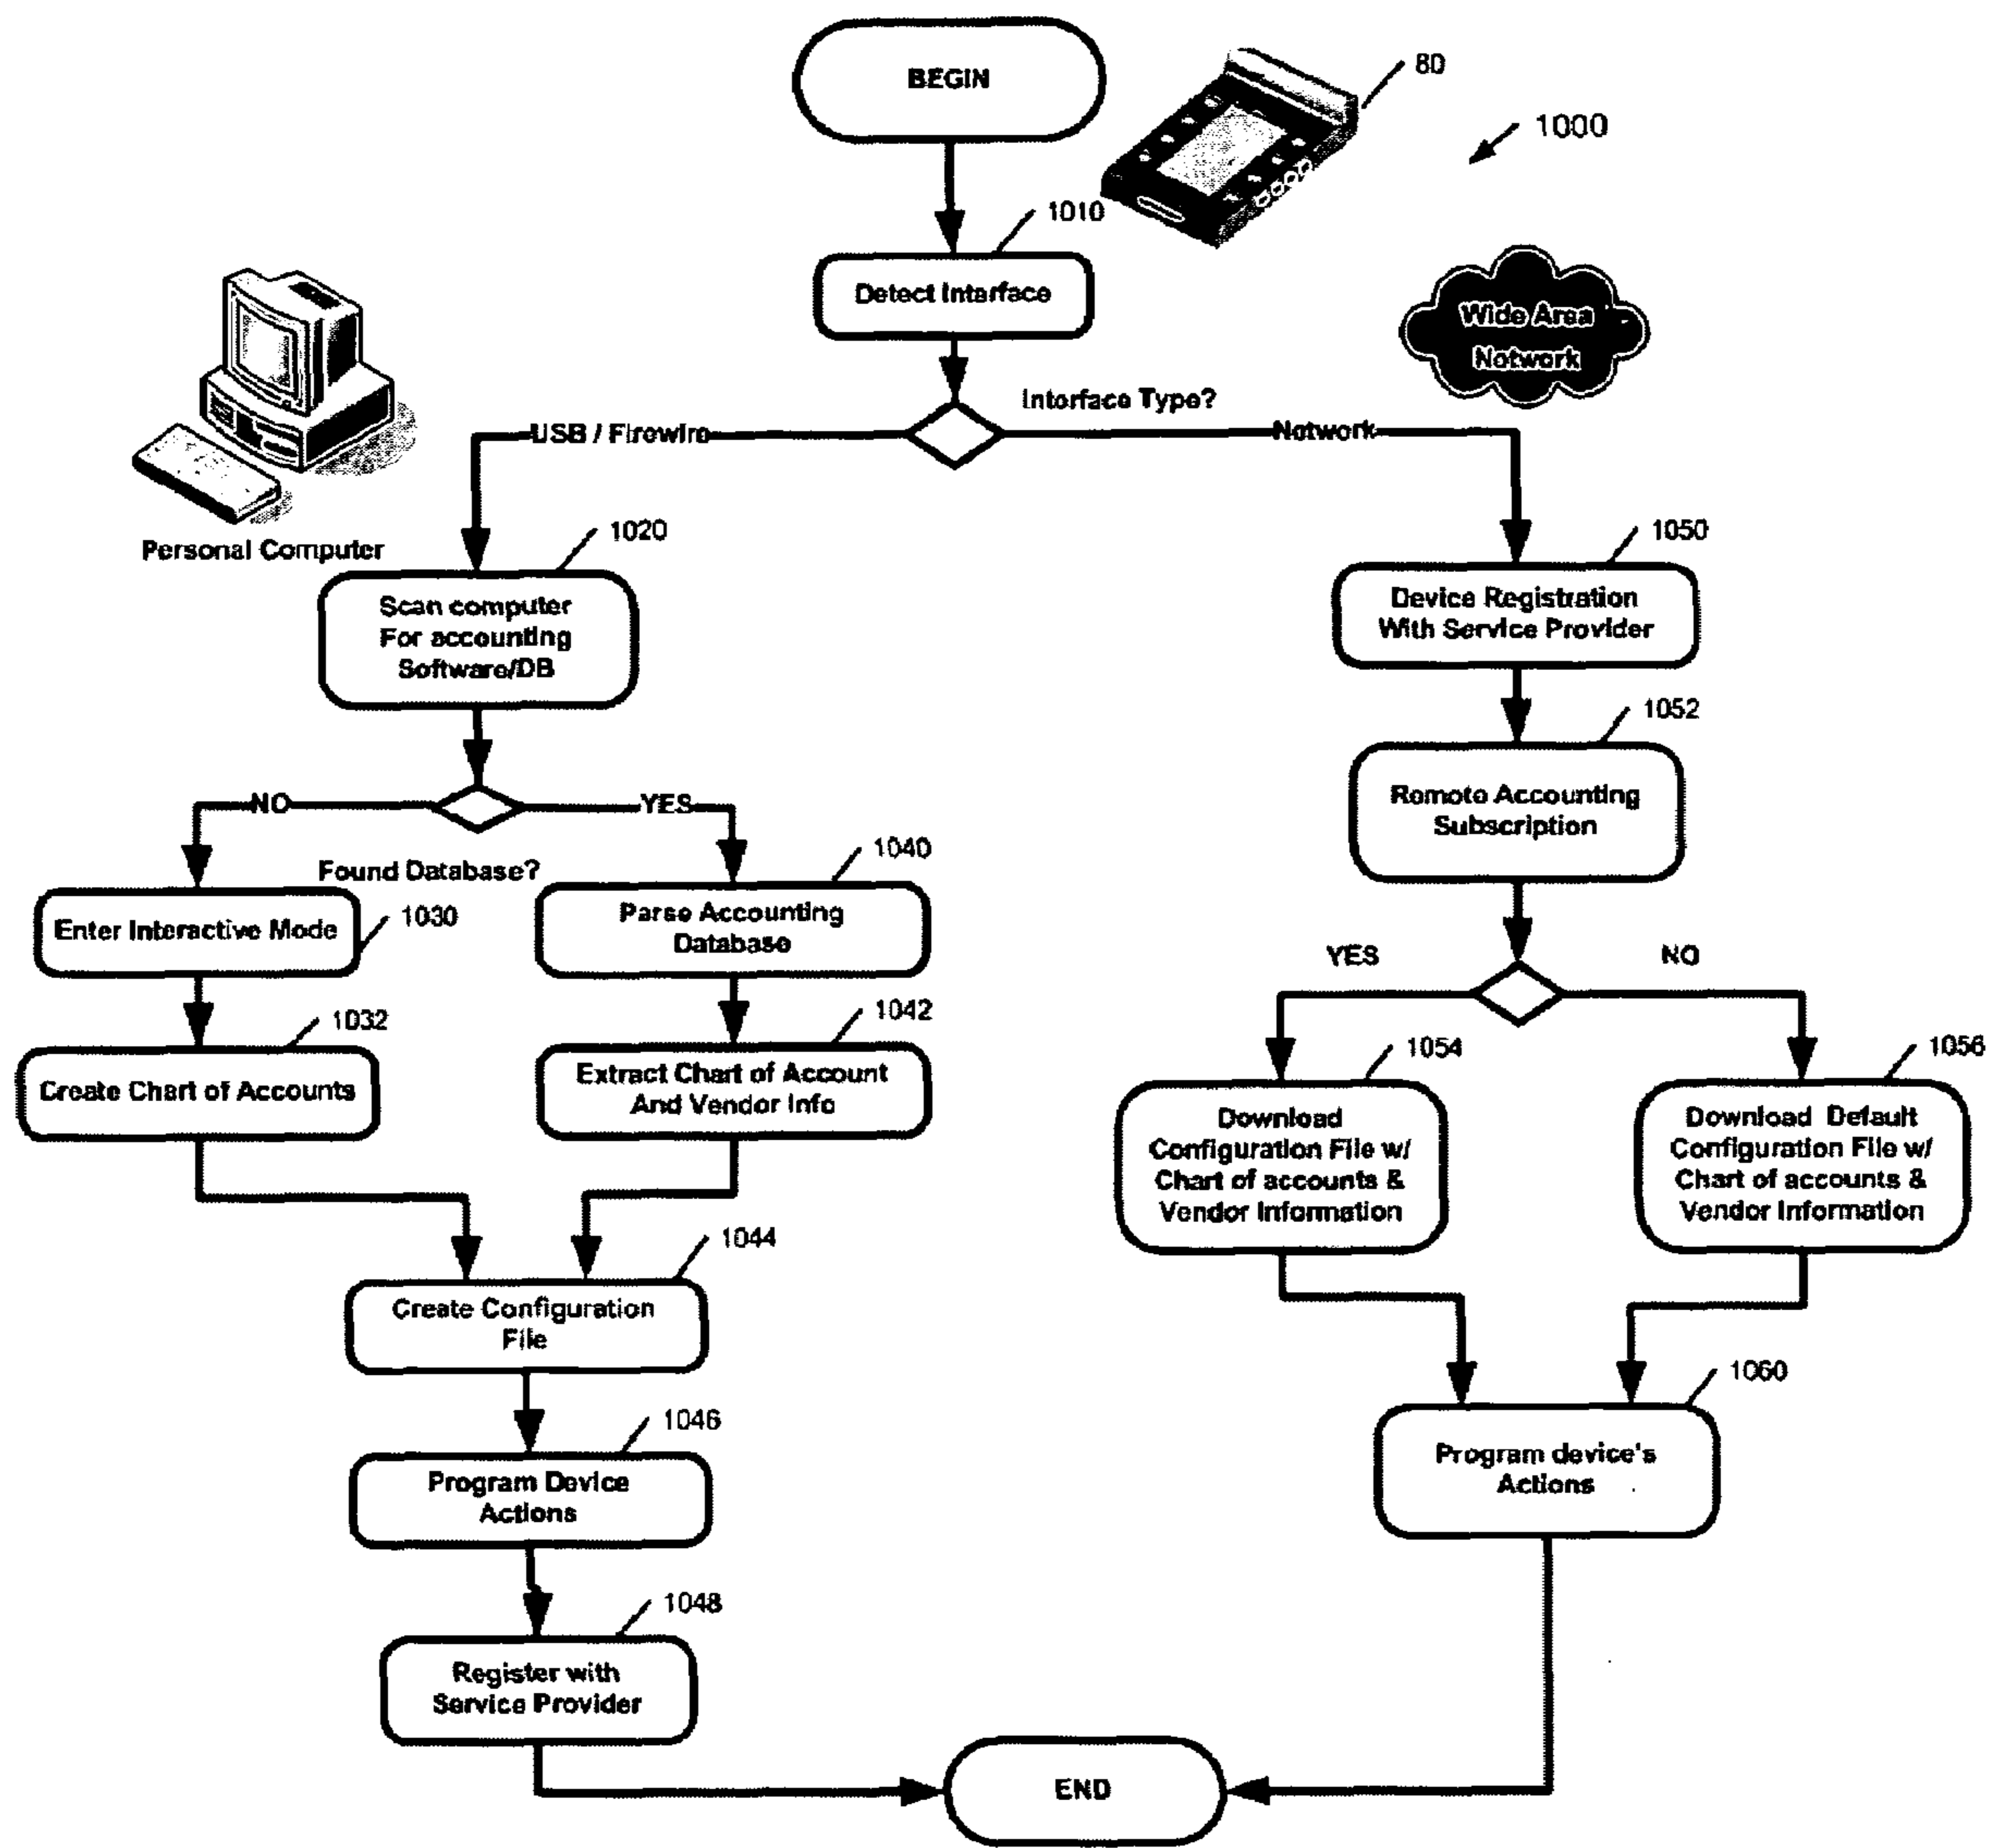 BEGIN
80
1000
1010
Detect Interface
Wide Area
Network
Interface Type?
USB / Firewire
Network
Personal Computer
1020
Scan computer
For accounting
Software/DB
1050
Device Registration
With Service Provider
1052
Remote Accounting
Subscription
NO
YES
Found Database?
1030
Enter Interactive Mode
1040
Parse Accounting
Database
YES
NO
1032
Create Chart of Accounts
1042
Extract Chart of Account
And Vendor Info
1054
Download
Configuration File w/
Chart of accounts &
Vendor Information
1056
Download Default
Configuration File w/
Chart of accounts &
Vendor Information
1044
Create Configuration
File
1046
Program Device
Actions
1060
Program device's
Actions
1048
Register with
Service Provider
END